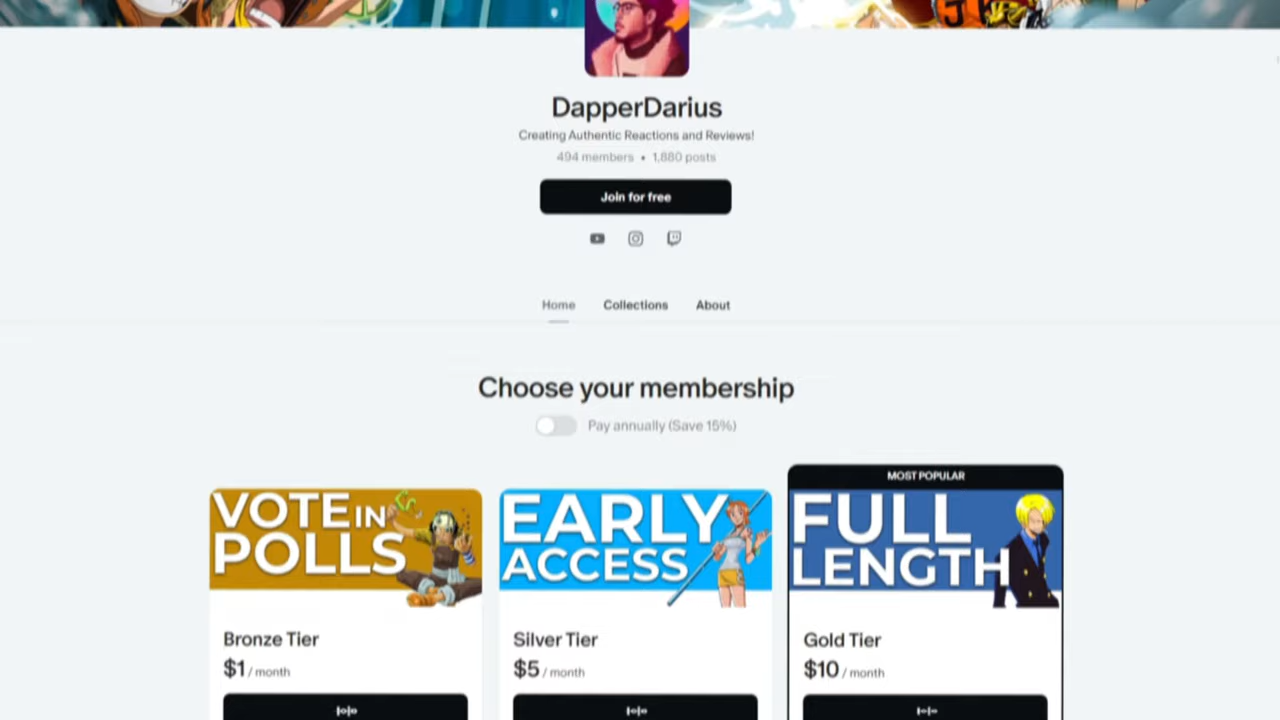 DapperDarius
Creating Authentic Reactions and Reviews!
494 members • 1,880 posts
Join for free
Home Collections About
Choose your membership
Pay annually (Save 15%)
MOST POPULAR
VOTE IN
POLLS
EARLY
ACCESS
FULL
LENGTH
Bronze Tier
$1 / month
Silver Tier
$5 / month
Gold Tier
$10 / month